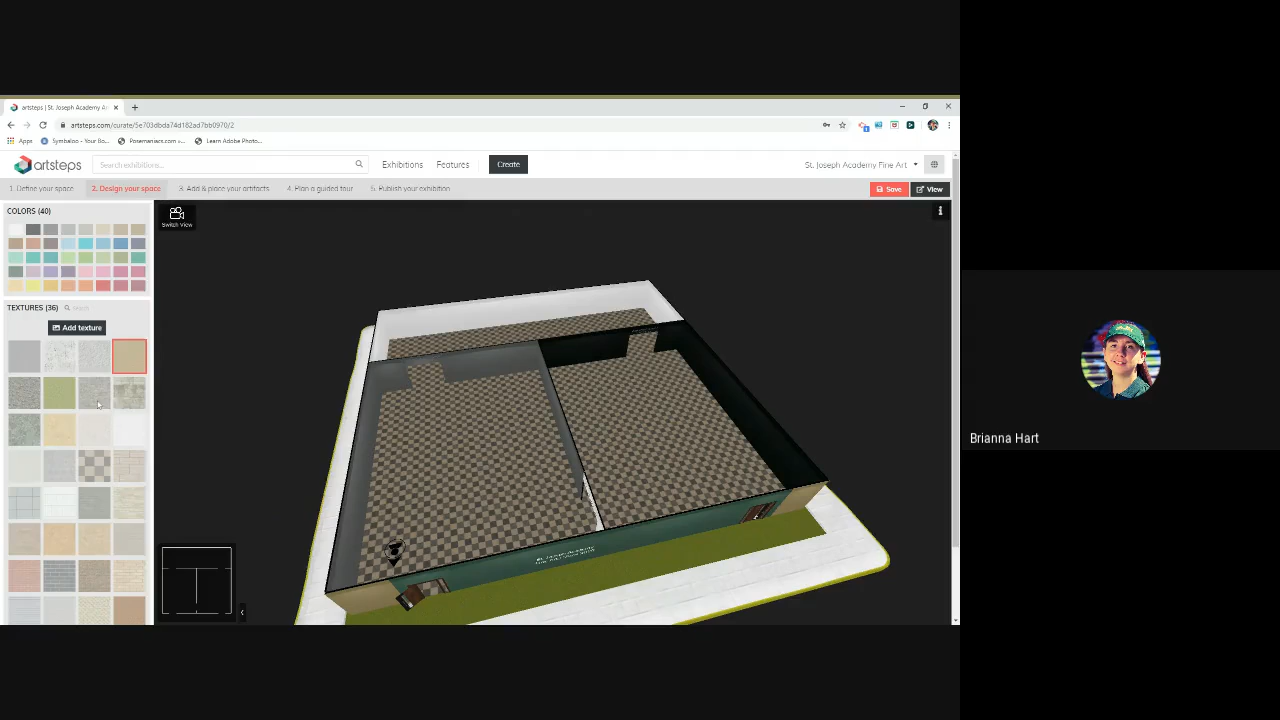 artsteps | St. Joseph Academy Ar
artsteps.com/curate/5e703dbda74d182ad7bb0970/2
Apps Symbaloo - Your Bo... Posemaniacs.com »... Learn Adobe Photo...
artsteps Search exhibitions... Exhibitions Features Create St. Joseph Academy Fine Art
1. Define your space 2. Design your space 3. Add & place your artifacts 4. Plan a guided tour 5. Publish your exhibition Save View
COLORS (40)
Switch View
TEXTURES (36) Search
Add texture
Brianna Hart